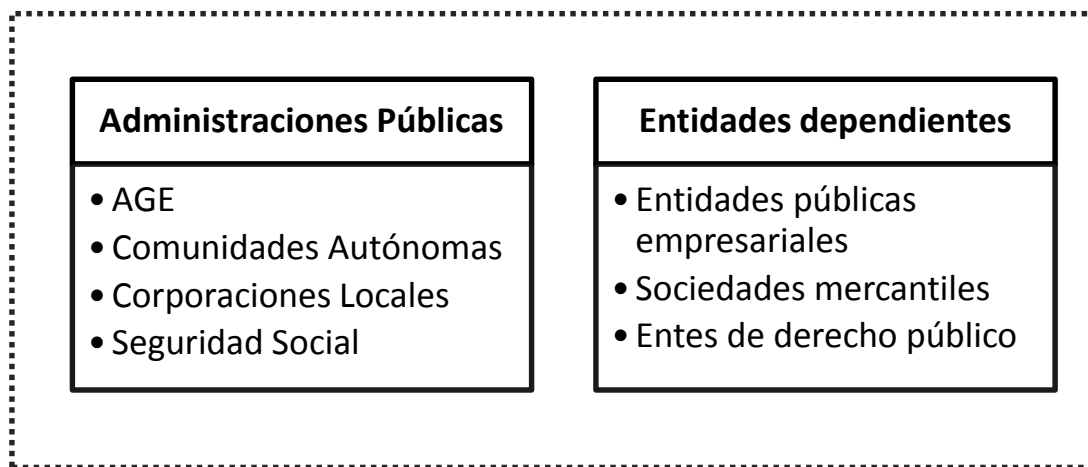 Administraciones Públicas
• AGE
• Comunidades Autónomas
• Corporaciones Locales
• Seguridad Social
Entidades dependientes
• Entidades públicas
empresariales
• Sociedades mercantiles
• Entes de derecho público